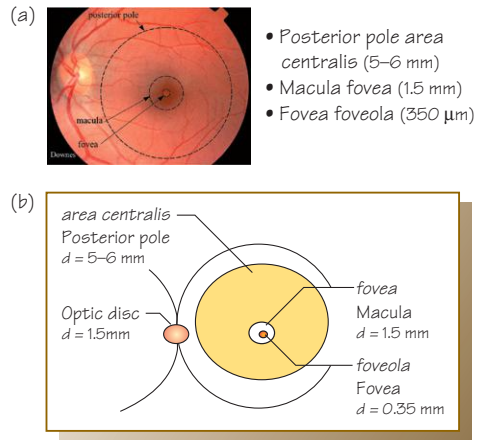 (a)
posterior pole
macula
fovea
Downes
• Posterior pole area
centralis (5–6 mm)
• Macula fovea (1.5 mm)
• Fovea foveola (350 μm)
(b)
area centralis
Posterior pole
d = 5–6 mm
Optic disc
d = 1.5mm
fovea
Macula
d = 1.5 mm
foveola
Fovea
d = 0.35 mm